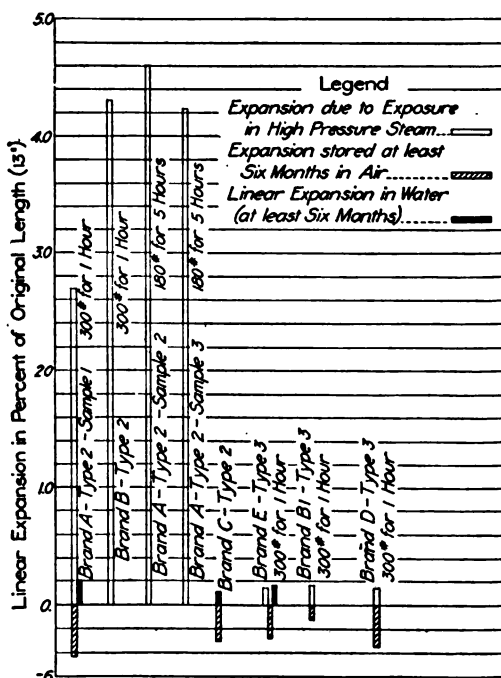 5.0
4.0
3.0
2.0
1.0
0.
-.6
Linear Expansion in Percent of Original Length (13").
Legend
Expansion due to Exposure
in High Pressure Steam
Expansion stored at least
Six Months in Air
Linear Expansion in Water
(at least Six Months)
Brand A-Type 2-Sample 1 300# for 1 Hour
Brand B-Type 2 300# for 1 Hour
Brand A-Type 2-Sample 2 180# for 5 Hours
Brand A-Type 2-Sample 3 180# for 5 Hours
Brand C-Type 2
Brand E-Type 3
300# for 1 Hour
Brand B1-Type 3
300# for 1 Hour
Brand D-Type 3
300# for 1 Hour